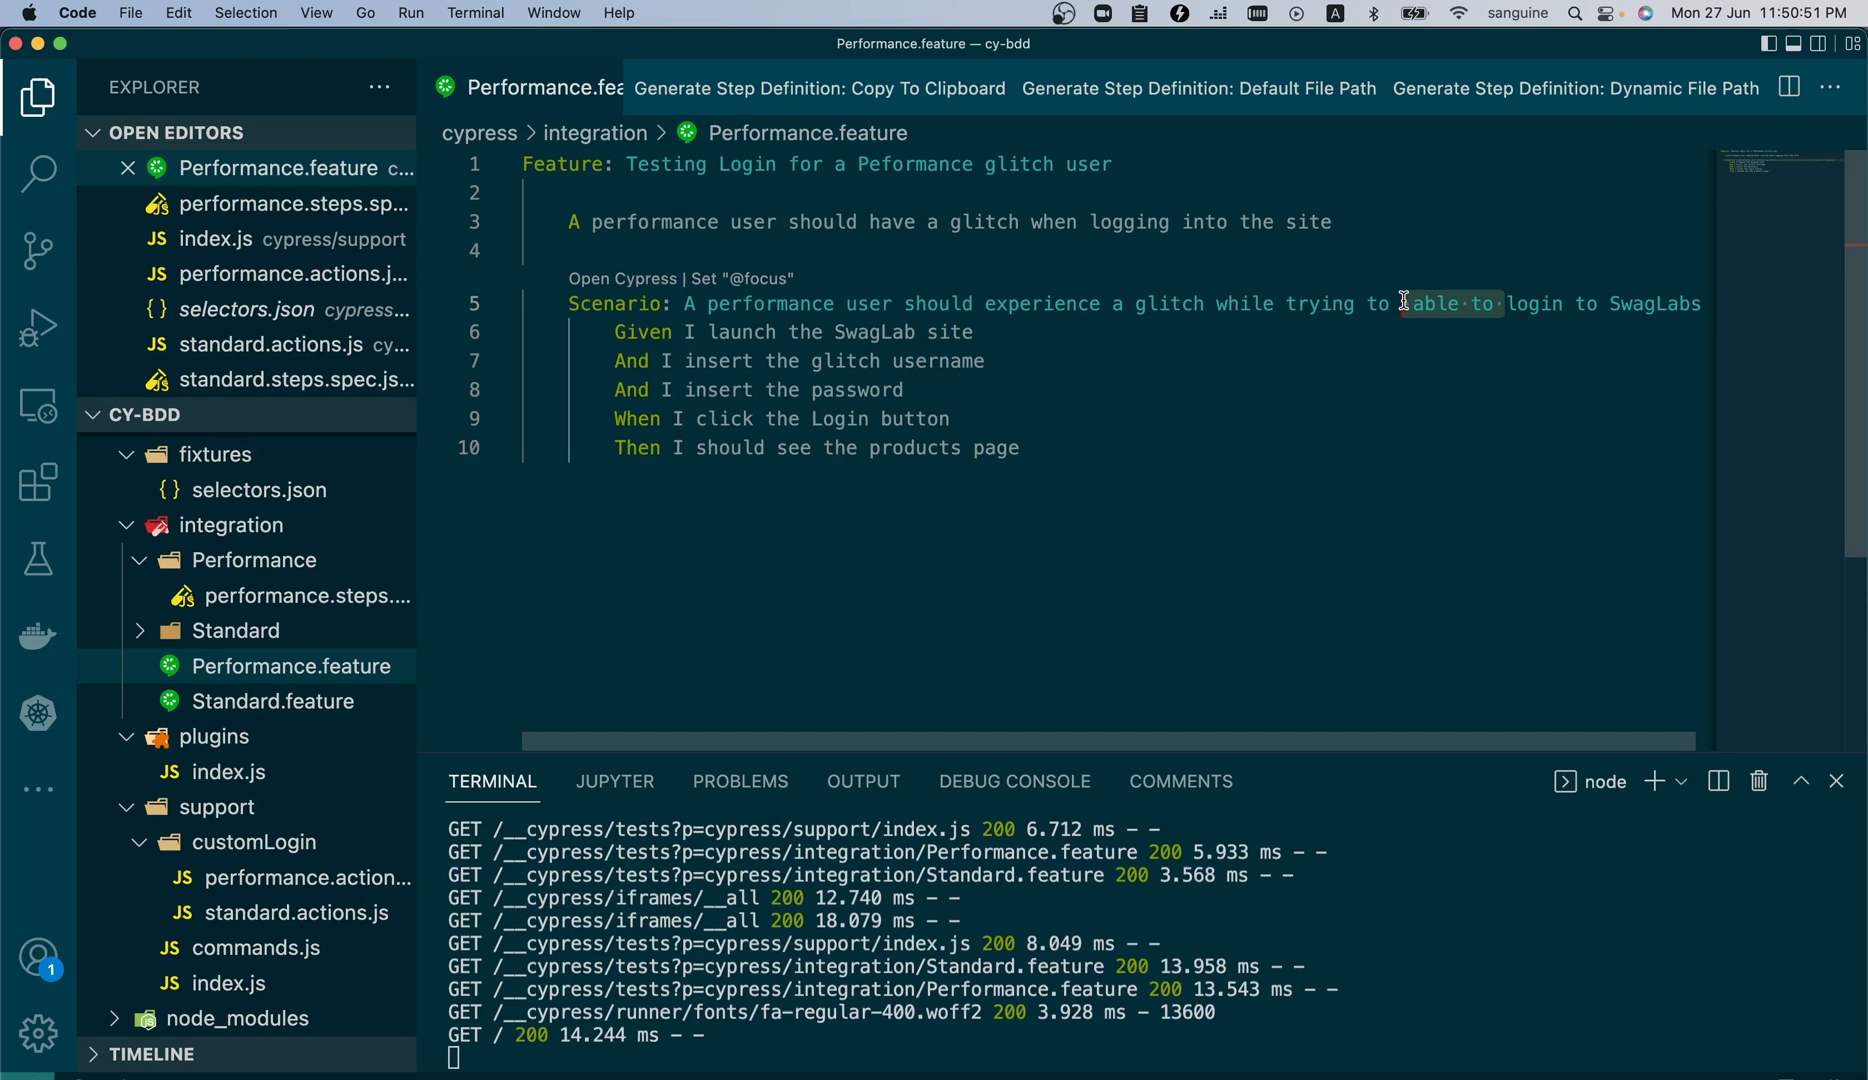 Code File Edit Selection View Go Run Terminal Window Help A sanguine Mon 27 Jun 11:50:51 PM
Performance.feature — cy-bdd
EXPLORER
Performance.fea Generate Step Definition: Copy To Clipboard Generate Step Definition: Default File Path Generate Step Definition: Dynamic File Path
OPEN EDITORS
Performance.feature c...
performance.steps.sp...
JS index.js cypress/support
JS performance.actions.j...
{ } selectors.json cypress...
JS standard.actions.js cy...
standard.steps.spec.js...
CY-BDD
fixtures
{ } selectors.json
integration
Performance
performance.steps....
Standard
Performance.feature
Standard.feature
plugins
JS index.js
support
customLogin
JS performance.action...
JS standard.actions.js
JS commands.js
JS index.js
node_modules
TIMELINE
1
cypress > integration > Performance.feature
1 Feature: Testing Login for a Peformance glitch user
2
3 A performance user should have a glitch when logging into the site
4
Open Cypress | Set "@focus"
5 Scenario: A performance user should experience a glitch while trying to able·to·login to SwagLabs
6 Given I launch the SwagLab site
7 And I insert the glitch username
8 And I insert the password
9 When I click the Login button
10 Then I should see the products page
TERMINAL JUPYTER PROBLEMS OUTPUT DEBUG CONSOLE COMMENTS node
GET /__cypress/tests?p=cypress/support/index.js 200 6.712 ms - -
GET /__cypress/tests?p=cypress/integration/Performance.feature 200 5.933 ms - -
GET /__cypress/tests?p=cypress/integration/Standard.feature 200 3.568 ms - -
GET /__cypress/iframes/__all 200 12.740 ms - -
GET /__cypress/iframes/__all 200 18.079 ms - -
GET /__cypress/tests?p=cypress/support/index.js 200 8.049 ms - -
GET /__cypress/tests?p=cypress/integration/Standard.feature 200 13.958 ms - -
GET /__cypress/tests?p=cypress/integration/Performance.feature 200 13.543 ms - -
GET /__cypress/runner/fonts/fa-regular-400.woff2 200 3.928 ms - 13600
GET / 200 14.244 ms - -